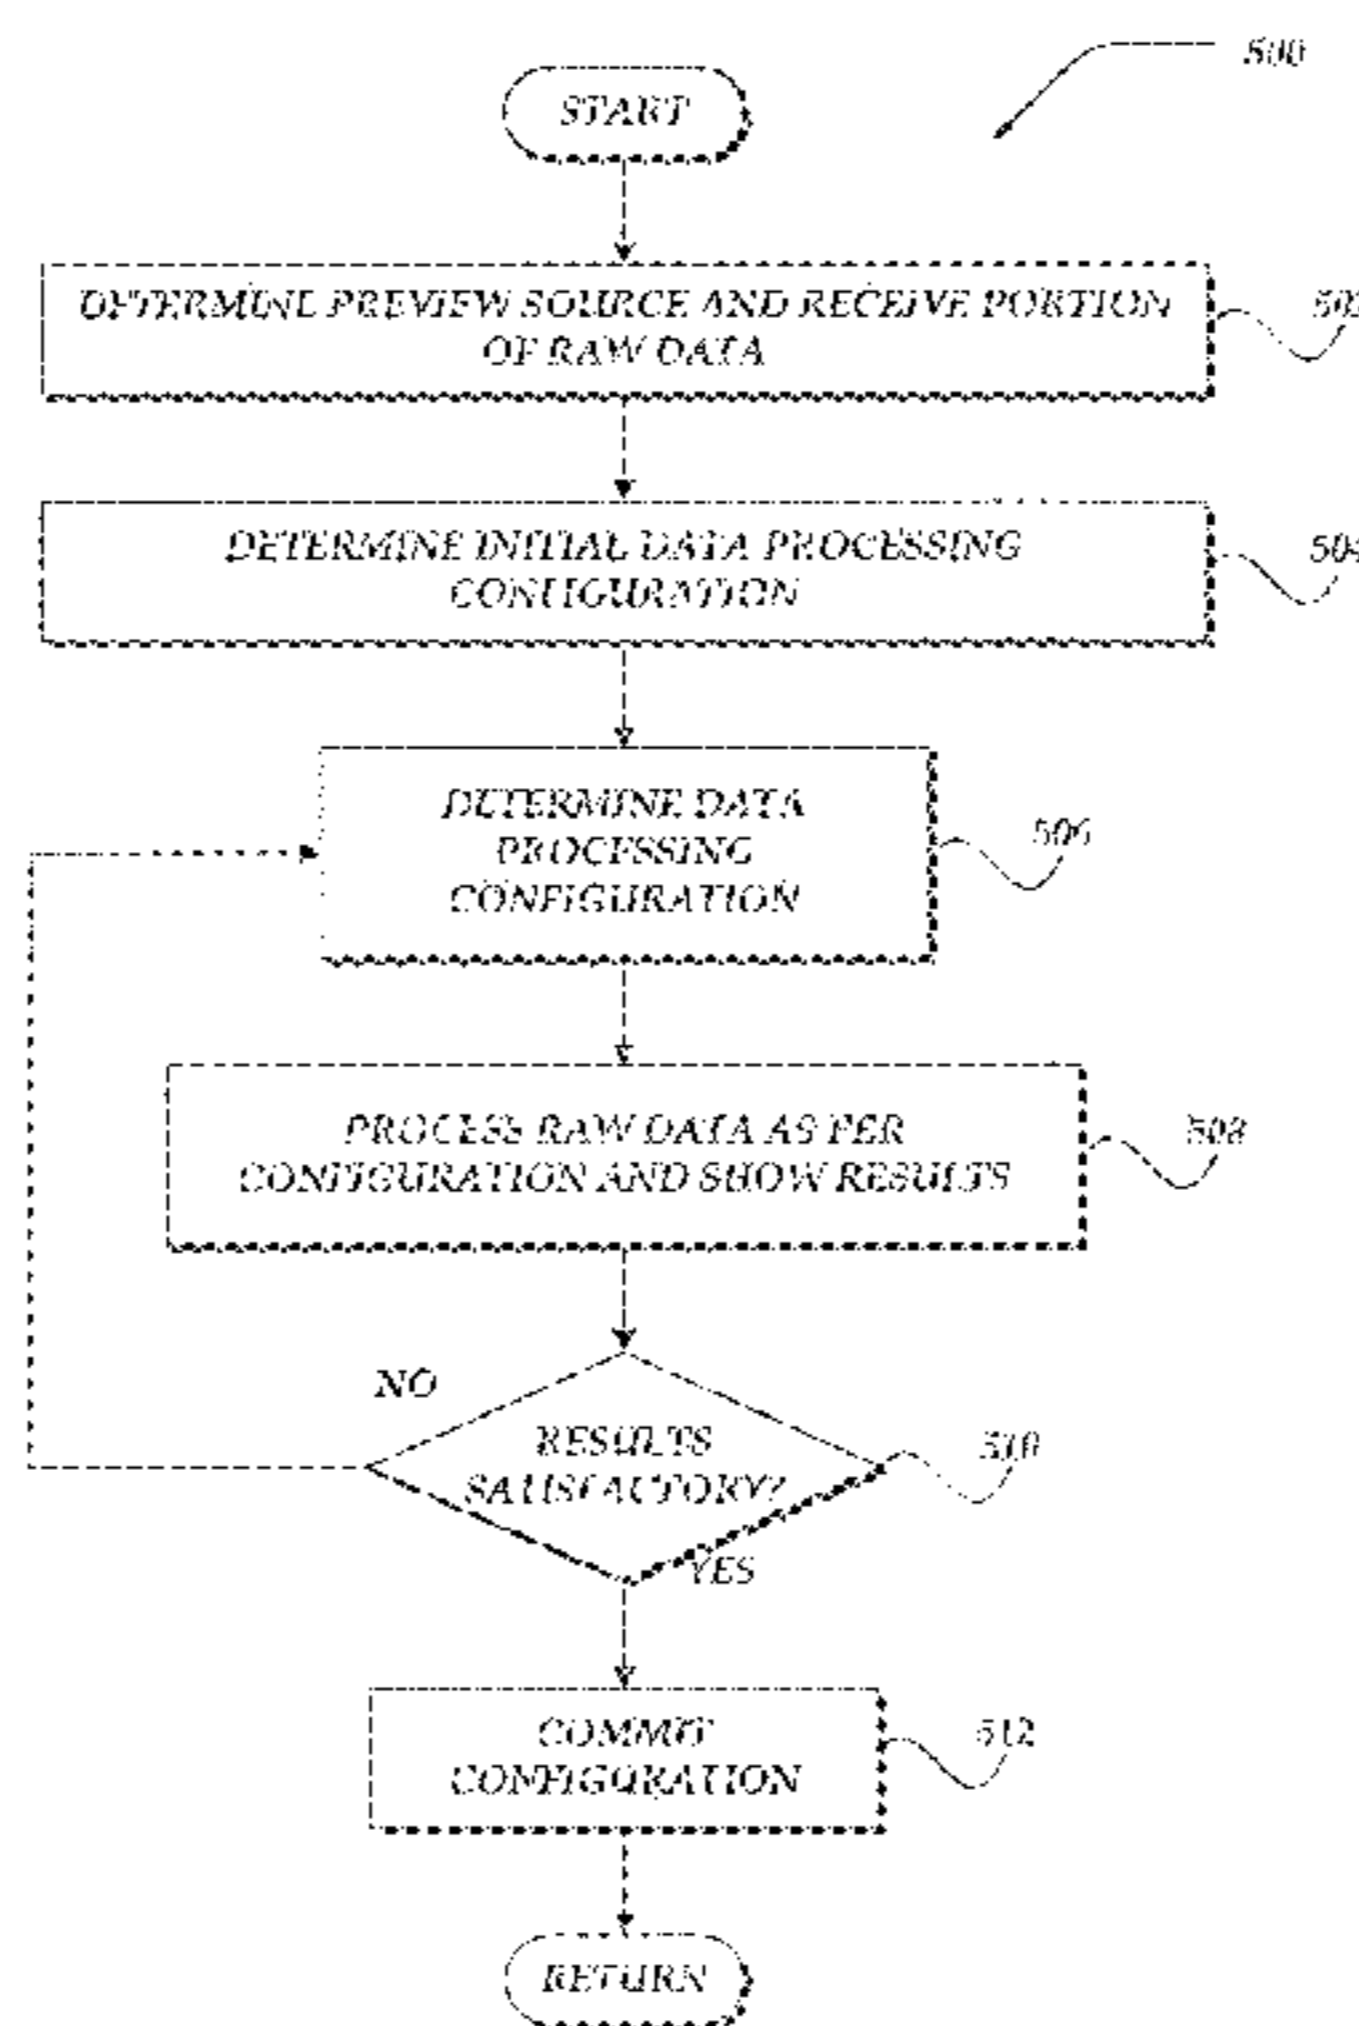 500
START
DETERMINE PREVIEW SOURCE AND RECEIVE PORTION
OF RAW DATA
DETERMINE INITIAL DATA PROCESSING
CONFIGURATION
DETERMINE DATA
PROCESSING
CONFIGURATION
506
PROCESS RAW DATA AS PER
CONFIGURATION AND SHOW RESULTS
508
NO
RESULTS
SATISFACTORY?
510
YES
COMMIT
CONFIGURATION
512
RETURN